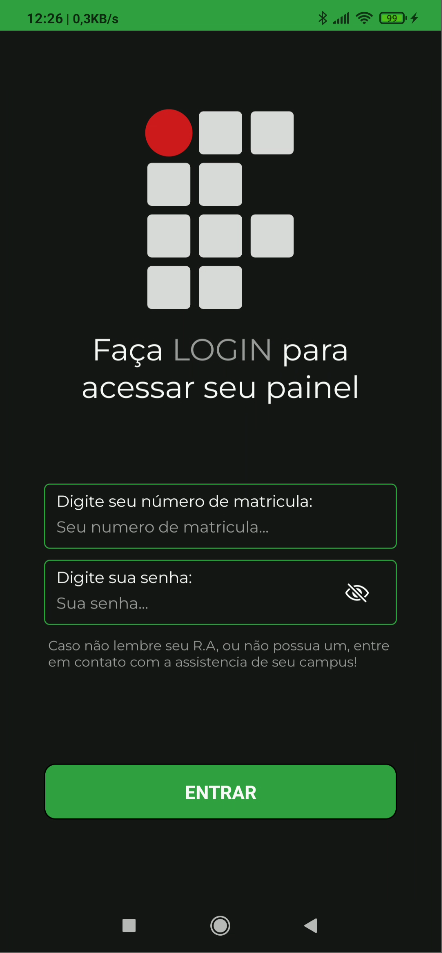 12:26 | 0,3KB/s
99
Faça LOGIN para
acessar seu painel
Digite seu número de matricula:
Seu numero de matricula...
Digite sua senha:
Sua senha...
Caso não lembre seu R.A, ou não possua um, entre
em contato com a assistencia de seu campus!
ENTRAR